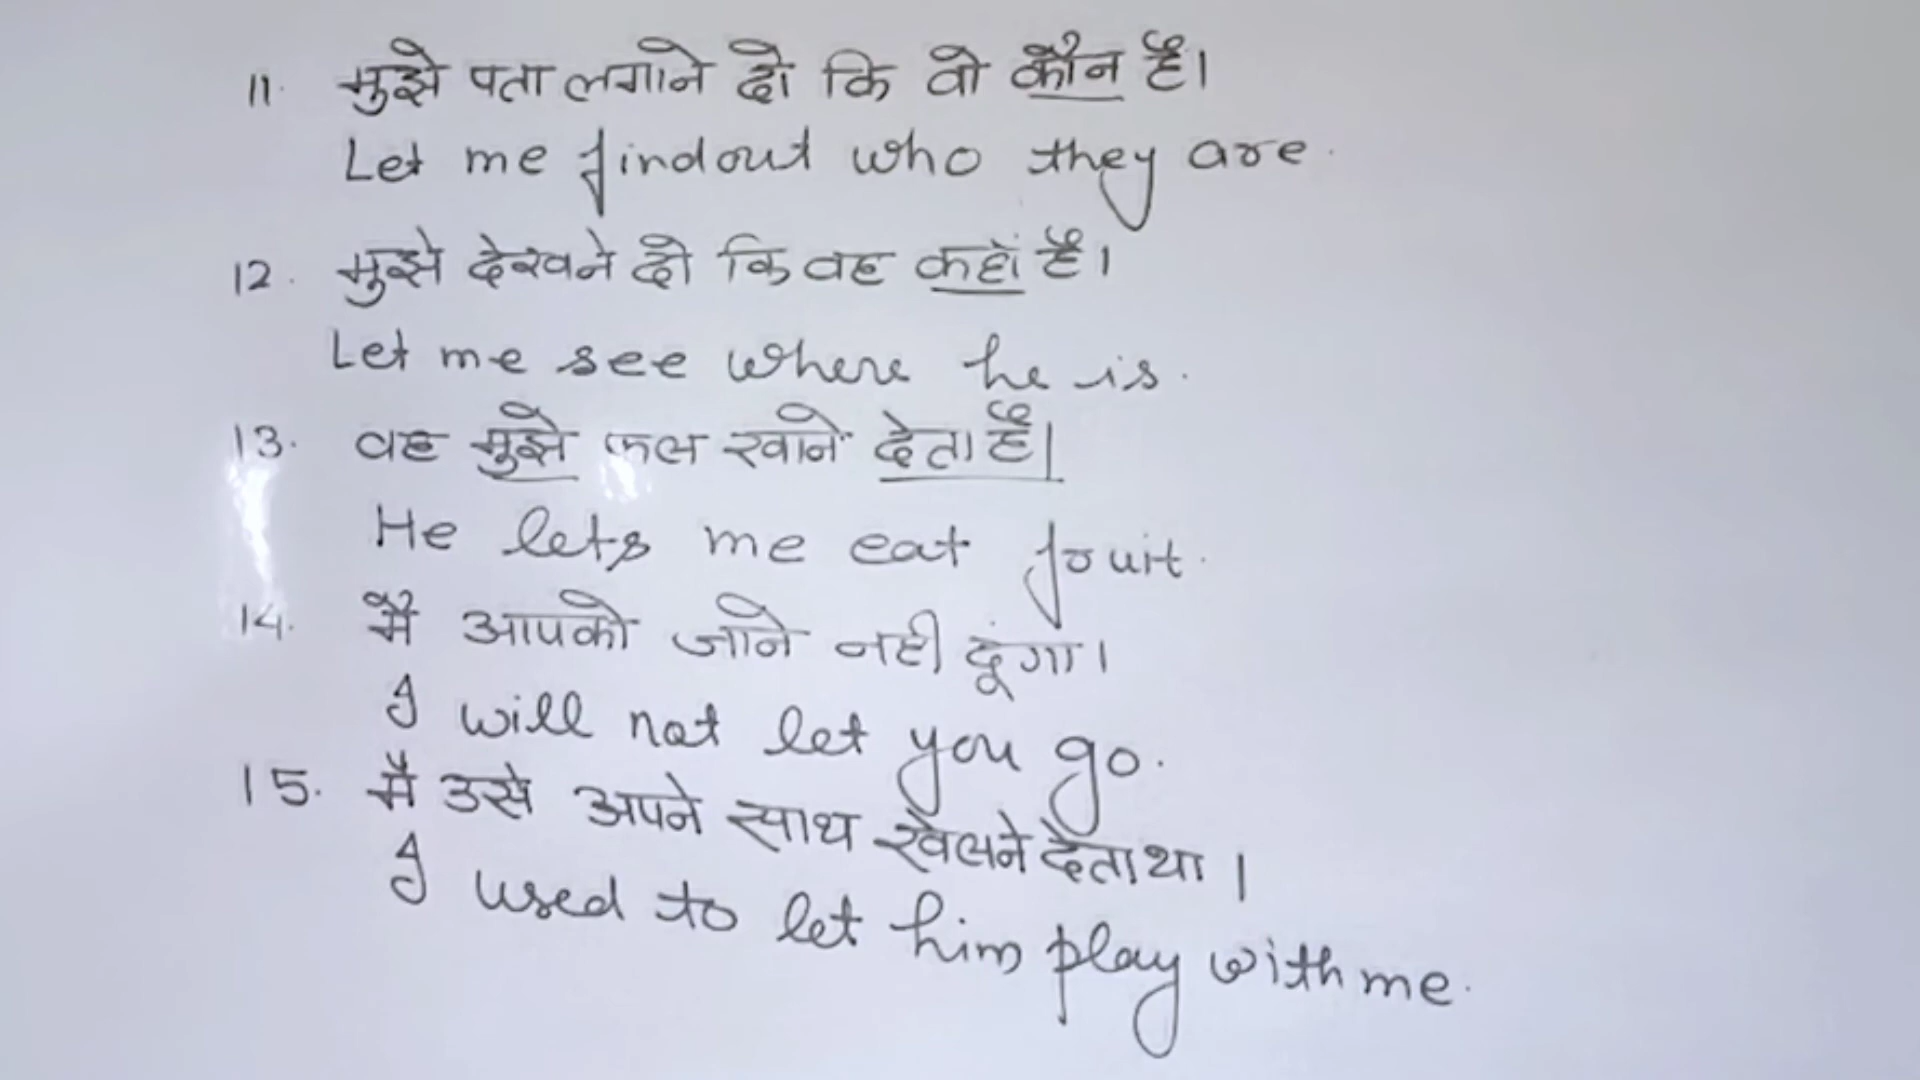 11. मुझे पता लगाने दो कि वो कौन है।
Let me findout who they are.
12. मुझे देखने दो कि वह कहाँ है।
Let me see where he is.
13. वह मुझे फल खाने देता है।
He lets me eat fruit.
14. मैं आपको जाने नही दूंगा।
I will not let you go.
15. मै उसे अपने साथ खेलने देता था।
I used to let him play with me.